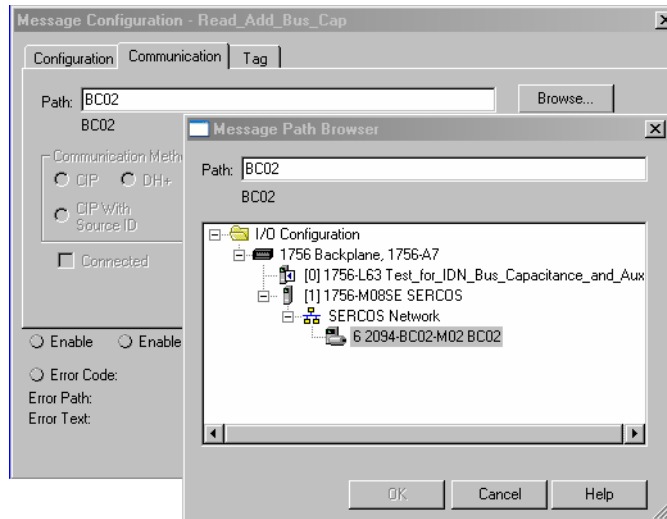 Message Configuration - Read_Add_Bus_Cap
Configuration Communication Tag
Path: BC02 Browse...
BC02
Communication Meth
CIP DH+
CIP With
Source ID
Connected
Enable Enable
Error Code:
Error Path:
Error Text:
Message Path Browser
Path: BC02
BC02
I/O Configuration
1756 Backplane, 1756-A7
[0] 1756-L63 Test_for_IDN_Bus_Capacitance_and_Aux
[1] 1756-M08SE SERCOS
SERCOS Network
6 2094-BC02-M02 BC02
OK Cancel Help